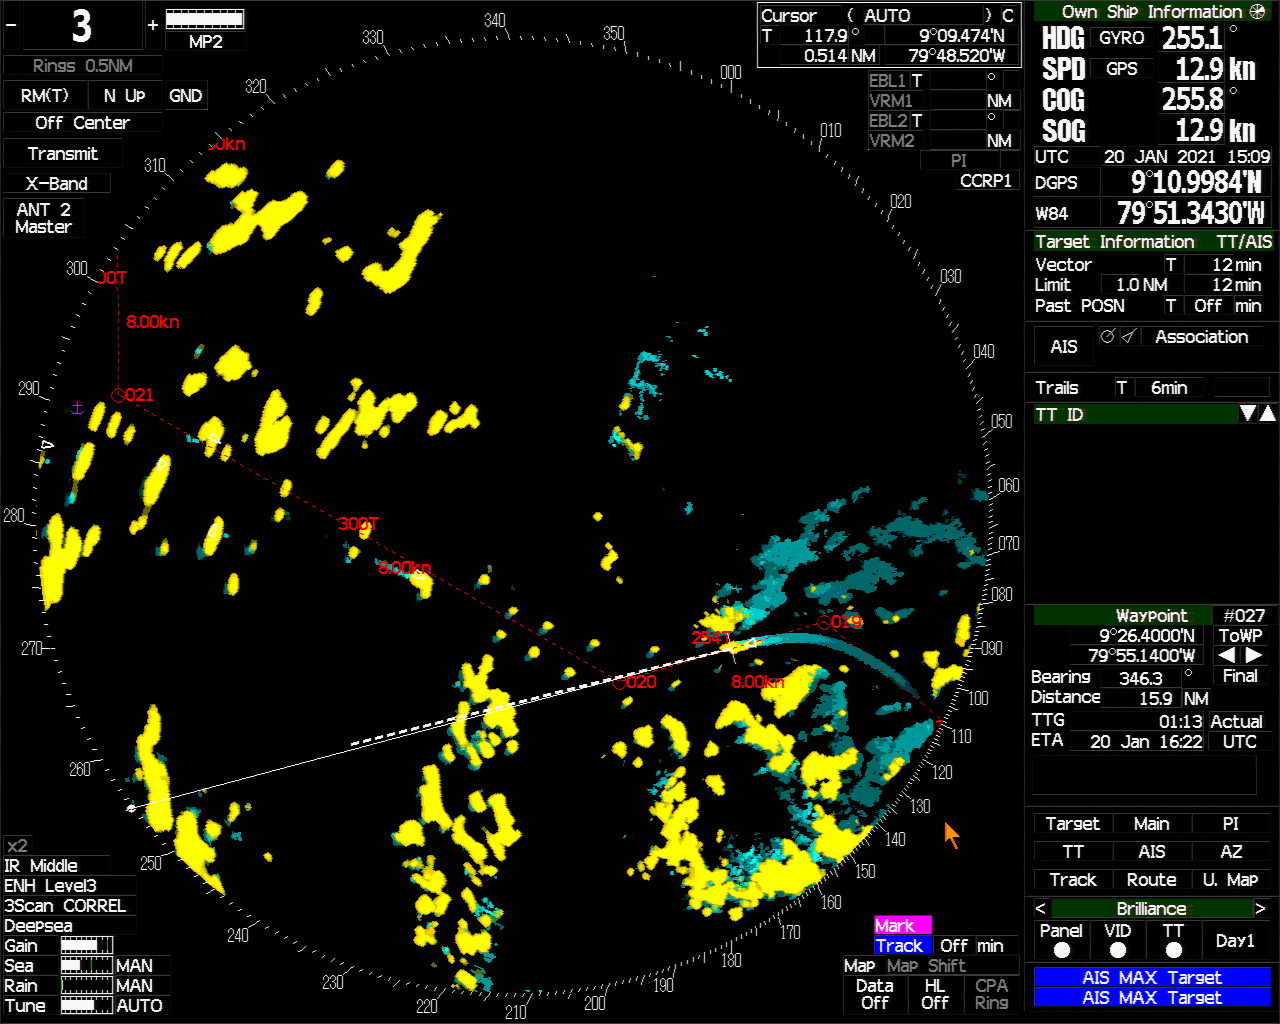 − 3 + MP2
Rings 0.5NM
RM(T) N Up GND
Off Center
Transmit
X-Band
ANT 2
Master
Cursor ( AUTO ) C
T 117.9° 9°09.474'N
0.514 NM 79°48.520'W
EBL1 T °
VRM1 NM
EBL2 T °
VRM2 NM
PI
CCRP1
340
350
330
000
320
010
310
020
300
030
290
040
050
280
060
070
270
080
090
260
100
110
250
120
130
140
150
240
160
170
230
180
220
190
210
200
0kn
00T
8.00kn
021
300T
8.00kn
019
254T
020
8.00kn
x2
IR Middle
ENH Level3
3Scan CORREL
Deepsea
Gain
Sea MAN
Rain MAN
Tune AUTO
Mark
Track Off min
Map Map Shift
Data Off
HL Off
CPA Ring
Own Ship Information
HDG GYRO 255.1°
SPD GPS 12.9 kn
COG 255.8°
SOG 12.9 kn
UTC 20 JAN 2021 15:09
DGPS 9°10.9984'N
W84 79°51.3430'W
Target Information TT/AIS
Vector T 12 min
Limit 1.0 NM 12 min
Past POSN T Off min
AIS Association
Trails T 6min
TT ID ▼▲
Waypoint #027
9°26.4000'N ToWP
79°55.1400'W ◀ ▶
Bearing 346.3° Final
Distance 15.9 NM
TTG 01:13 Actual
ETA 20 Jan 16:22 UTC
Target Main PI
TT AIS AZ
Track Route U. Map
< Brilliance >
Panel VID TT Day1
AIS MAX Target
AIS MAX Target